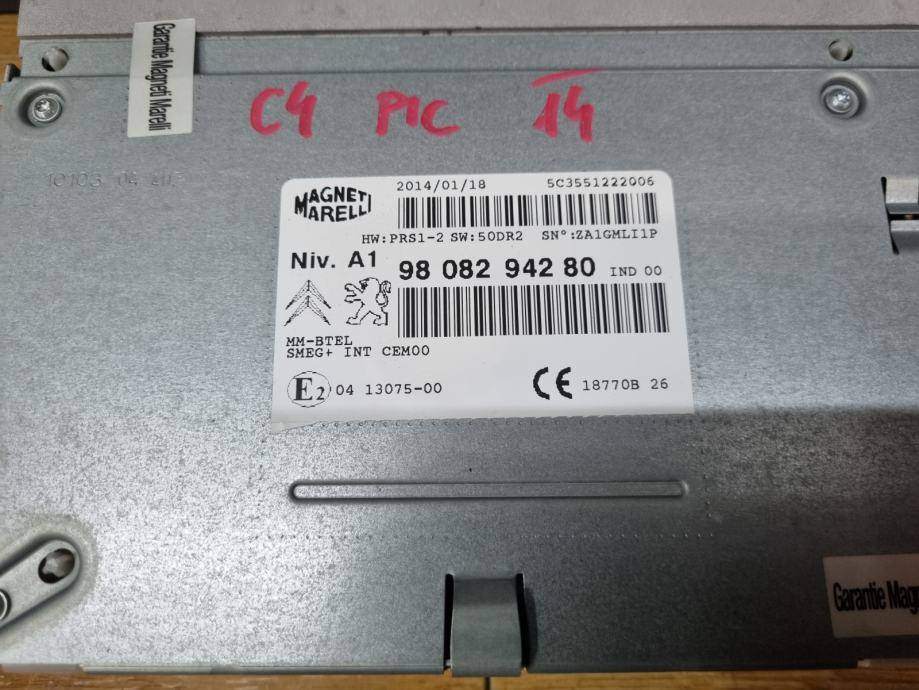 Garantie Magneti Marelli
C4 PIC 14
10103 04
MAGNETI MARELLI
2014/01/18 5C3551222006
HW:PRS1-2 SW:50DR2 SN°:ZA1GMLI1P
Niv. A1 98 082 942 80 IND 00
MM-BTEL
SMEG+ INT CEM00
E2 04 13075-00 CE 18770B 26
Garantie